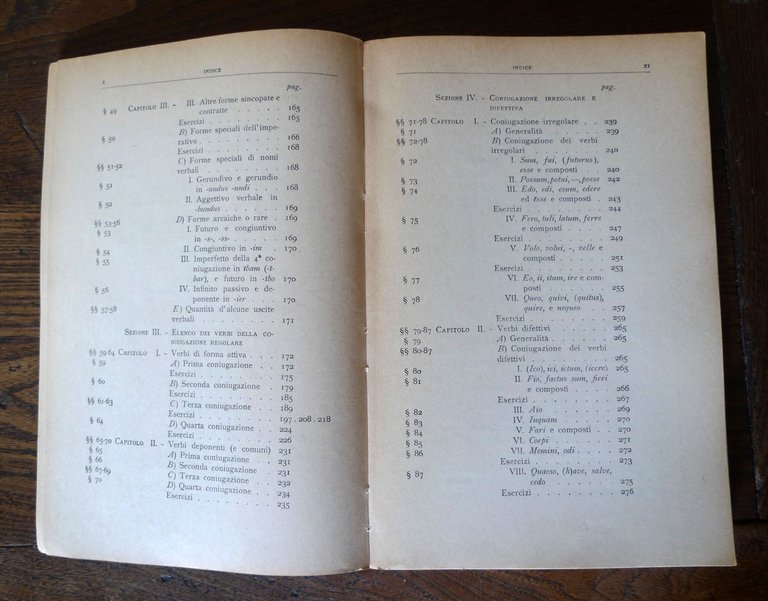 x
INDICE
pag.
§ 49 CAPITOLO III. - III. Altre forme sincopate e
contratte . . . . . . 165
Esercizi . . . . . . . 165
§ 50 B) Forme speciali dell'impe-
rativo . . . . . . . 166
Esercizi . . . . . . . 168
§§ 51-52 C) Forme speciali di nomi
verbali . . . . . . . 168
§ 51 I. Gerundivo e gerundio
in -undus -undi . . . 168
§ 52 II. Aggettivo verbale in
-bundus . . . . . 169
§§ 53-56 D) Forme arcaiche o rare . 169
§ 53 I. Futuro e congiuntivo
in -s-, -ss- . . . . . 169
§ 54 II. Congiuntivo in -im . 170
§ 55 III. Imperfetto della 4ª co-
niugazione in ībam (-ī-
bar), e futuro in -ībo 170
§ 56 IV. Infinito passivo e de-
ponente in -ier . . . 170
§§ 57-58 E) Quantità d'alcune uscite
verbali . . . . . . . 171
SEZIONE III. - ELENCO DEI VERBI DELLA CO-
NIUGAZIONE REGOLARE
§§ 59-64 CAPITOLO I. - Verbi di forma attiva . . . 172
§ 59 A) Prima coniugazione . . 172
Esercizi . . . . . . . 175
§ 60 B) Seconda coniugazione . 179
Esercizi . . . . . . . 185
§§ 61-63 C) Terza coniugazione . . 189
Esercizi . . . . . 197 . 208 . 218
§ 64 D) Quarta coniugazione . . 224
Esercizi . . . . . . . 226
§§ 65-70 CAPITOLO II. - Verbi deponenti (e comuni) 231
§ 65 A) Prima coniugazione . . 231
§ 66 B) Seconda coniugazione . 231
§§ 67-69 C) Terza coniugazione . . 232
§ 70 D) Quarta coniugazione . . 234
Esercizi . . . . . . . 235
INDICE
XI
pag.
SEZIONE IV. - CONIUGAZIONE IRREGOLARE E
DIFETTIVA
§§ 71-78 CAPITOLO I. - Coniugazione irregolare . . 239
§ 71 A) Generalità . . . . . 239
§§ 72-78 B) Coniugazione dei verbi
irregolari . . . . . . . 240
§ 72 I. Sum, fui, (futurus),
esse e composti . . 240
§ 73 II. Possum, potui, —, posse 242
§ 74 III. Edo, edi, esum, edere
ed ēsse e composti . 243
Esercizi . . . . . . . 244
§ 75 IV. Fero, tuli, latum, ferre
e composti . . . . 247
Esercizi . . . . . . . 249
§ 76 V. Volo, volui, -, velle e
composti . . . . . 251
Esercizi . . . . . . . 253
§ 77 VI. Eo, ii, itum, ire e com-
posti . . . . . . 255
§ 78 VII. Queo, quivi, (quitus),
quire, e nequeo . . 257
Esercizi . . . . . . . 259
§§ 79-87 CAPITOLO II. - Verbi difettivi . . . . . 265
§ 79 A) Generalità . . . . . 265
§§ 80-87 B) Coniugazione dei verbi
difettivi . . . . . . . 265
§ 80 I. (Ico), ici, ictum, (icere) 265
§ 81 II. Fio, factus sum, fieri
e composti . . . . 266
Esercizi . . . . . . . 267
§ 82 III. Aio . . . . . . . 269
§ 83 IV. Inquam . . . . . 270
§ 84 V. Fari e composti . . 270
§ 85 VI. Coepi . . . . . . 271
§ 86 VII. Memini, odi . . . . 272
Esercizi . . . . . . . 273
§ 87 VIII. Quaeso, (h)ave, salve,
cedo . . . . . . 275
Esercizi . . . . . . . 276